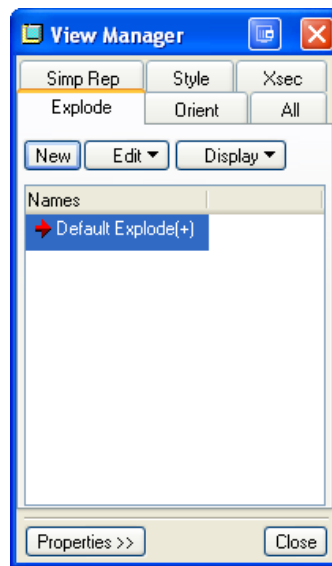 View Manager
Simp Rep Style Xsec
Explode Orient All
New Edit Display
Names
Default Explode(+)
Properties >> Close